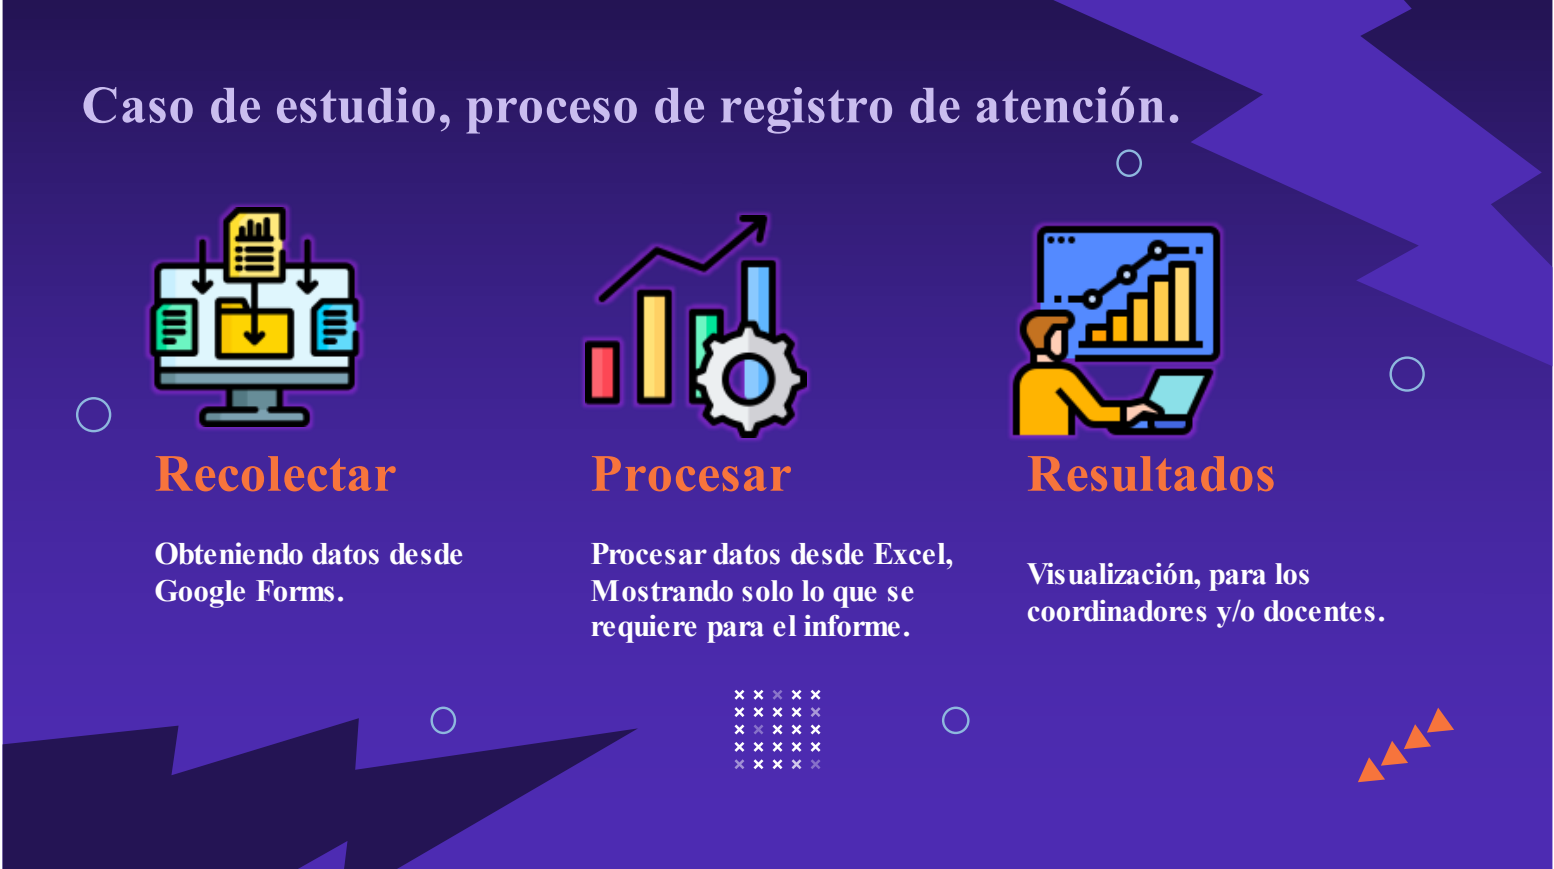 Caso de estudio, proceso de registro de atención.
Recolectar
Obteniendo datos desde
Google Forms.
Procesar
Procesar datos desde Excel,
Mostrando solo lo que se
requiere para el informe.
Resultados
Visualización, para los
coordinadores y/o docentes.